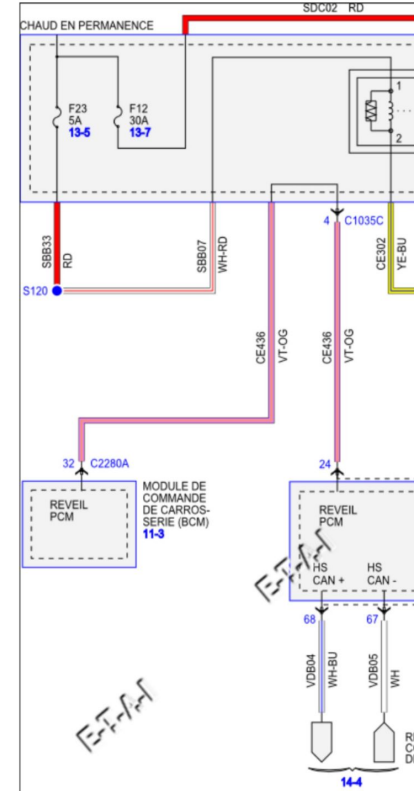 SDC02 RD
CHAUD EN PERMANENCE
F23
5A
13-5
F12
30A
13-7
1
2
4 C1035C
SBB33
RD
SBB07
WH-RD
CE302
YE-BU
S120
CE436
VT-OG
CE436
VT-OG
32 C2280A
24
REVEIL
PCM
MODULE DE
COMMANDE
DE CARROS-
SERIE (BCM)
11-3
REVEIL
PCM
HS
CAN +
HS
CAN -
E-T-A-I
68
67
VDB04
WH-BU
VDB05
WH
E-T-A-I
14-4